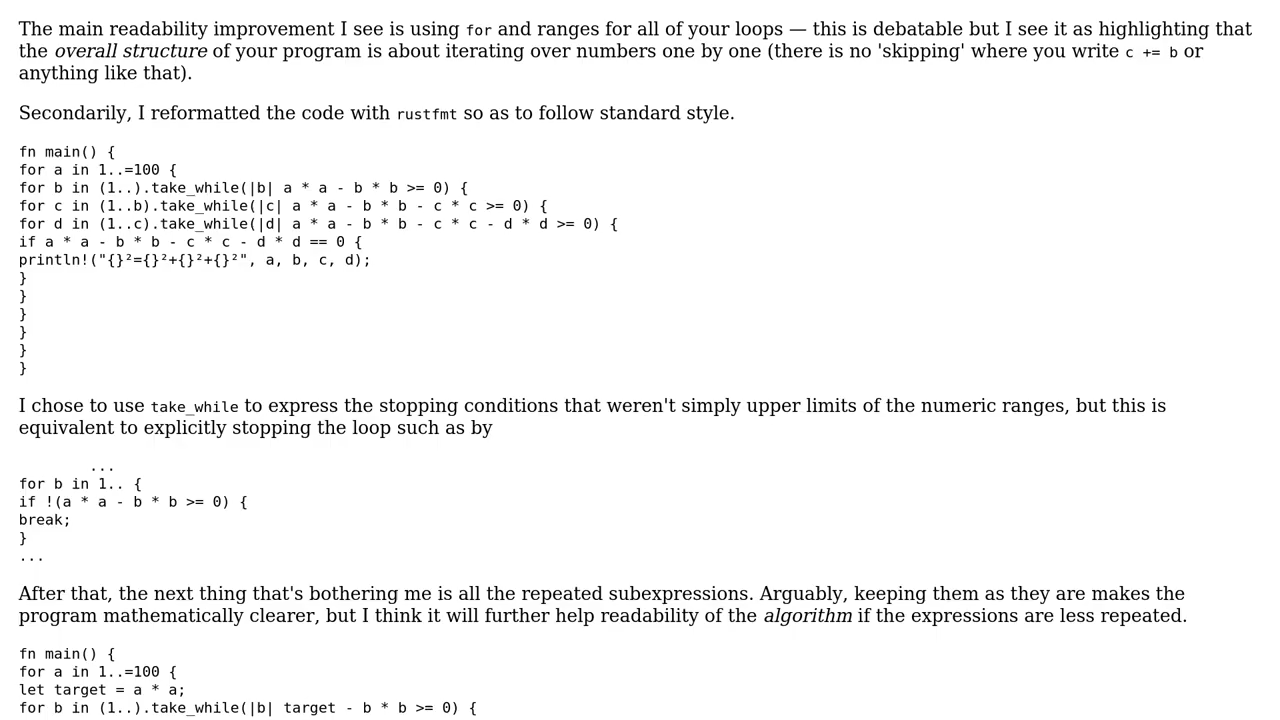 The main readability improvement I see is using for and ranges for all of your loops — this is debatable but I see it as highlighting that
the overall structure of your program is about iterating over numbers one by one (there is no 'skipping' where you write c += b or
anything like that).
Secondarily, I reformatted the code with rustfmt so as to follow standard style.
fn main() {
for a in 1..=100 {
for b in (1..).take_while(|b| a * a - b * b >= 0) {
for c in (1..b).take_while(|c| a * a - b * b - c * c >= 0) {
for d in (1..c).take_while(|d| a * a - b * b - c * c - d * d >= 0) {
if a * a - b * b - c * c - d * d == 0 {
println!("{}²={}²+{}²+{}²", a, b, c, d);
}
}
}
}
}
}
I chose to use take_while to express the stopping conditions that weren't simply upper limits of the numeric ranges, but this is
equivalent to explicitly stopping the loop such as by
...
for b in 1.. {
if !(a * a - b * b >= 0) {
break;
}
...
After that, the next thing that's bothering me is all the repeated subexpressions. Arguably, keeping them as they are makes the
program mathematically clearer, but I think it will further help readability of the algorithm if the expressions are less repeated.
fn main() {
for a in 1..=100 {
let target = a * a;
for b in (1..).take_while(|b| target - b * b >= 0) {